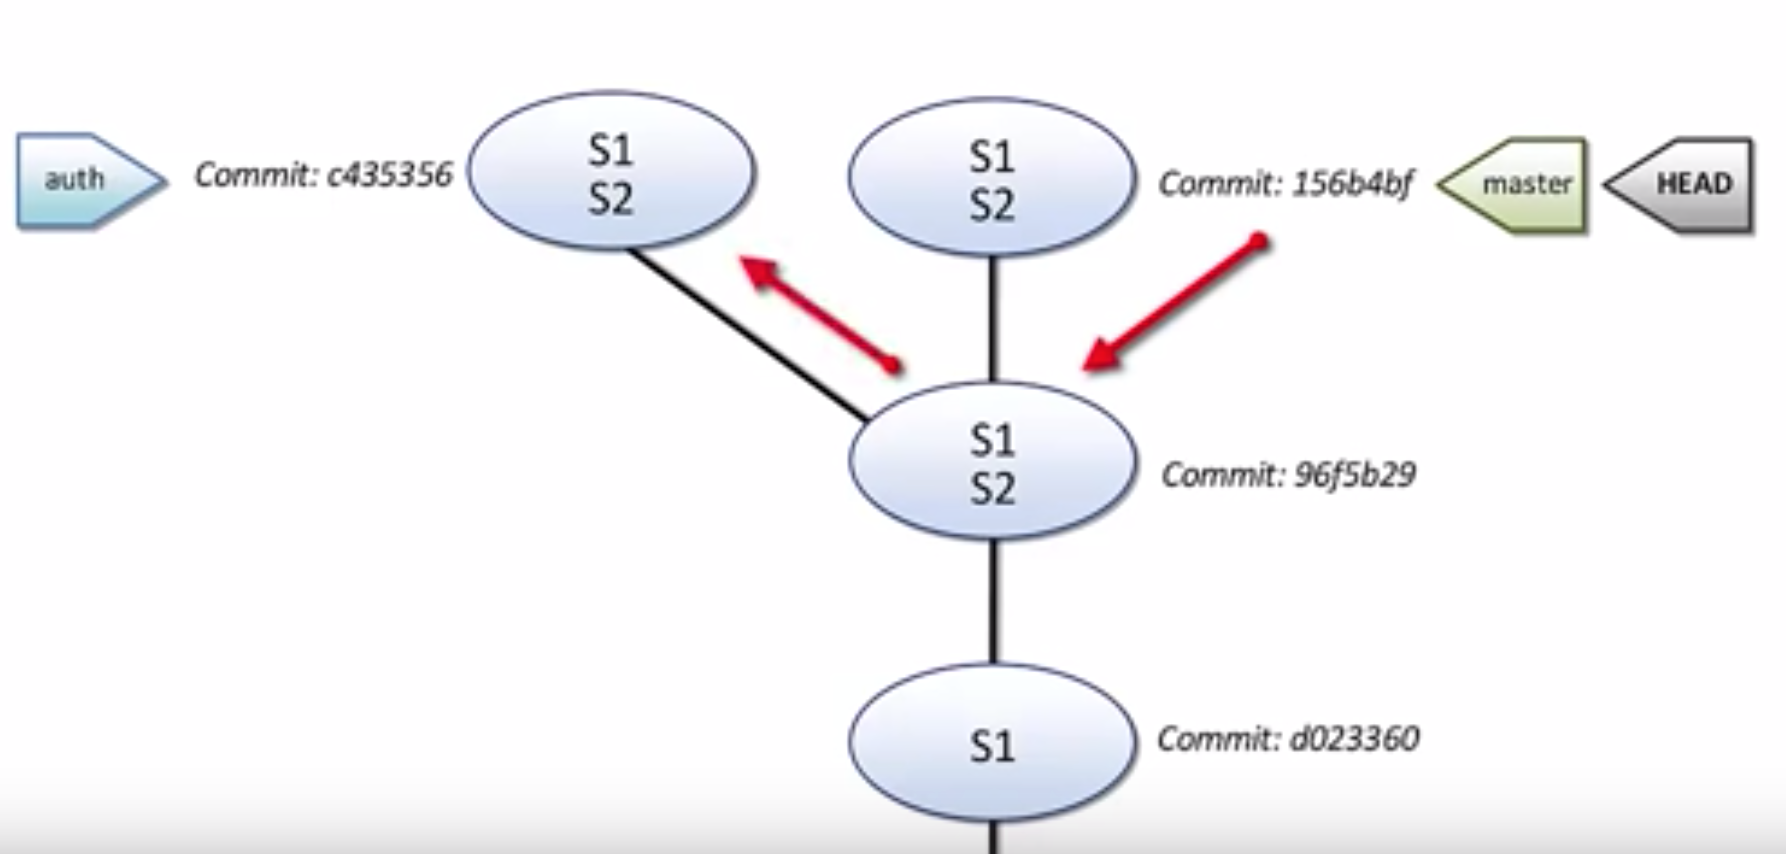 auth
Commit: c435356
S1
S2
S1
S2
Commit: 156b4bf
master
HEAD
S1
S2
Commit: 96f5b29
S1
Commit: d023360